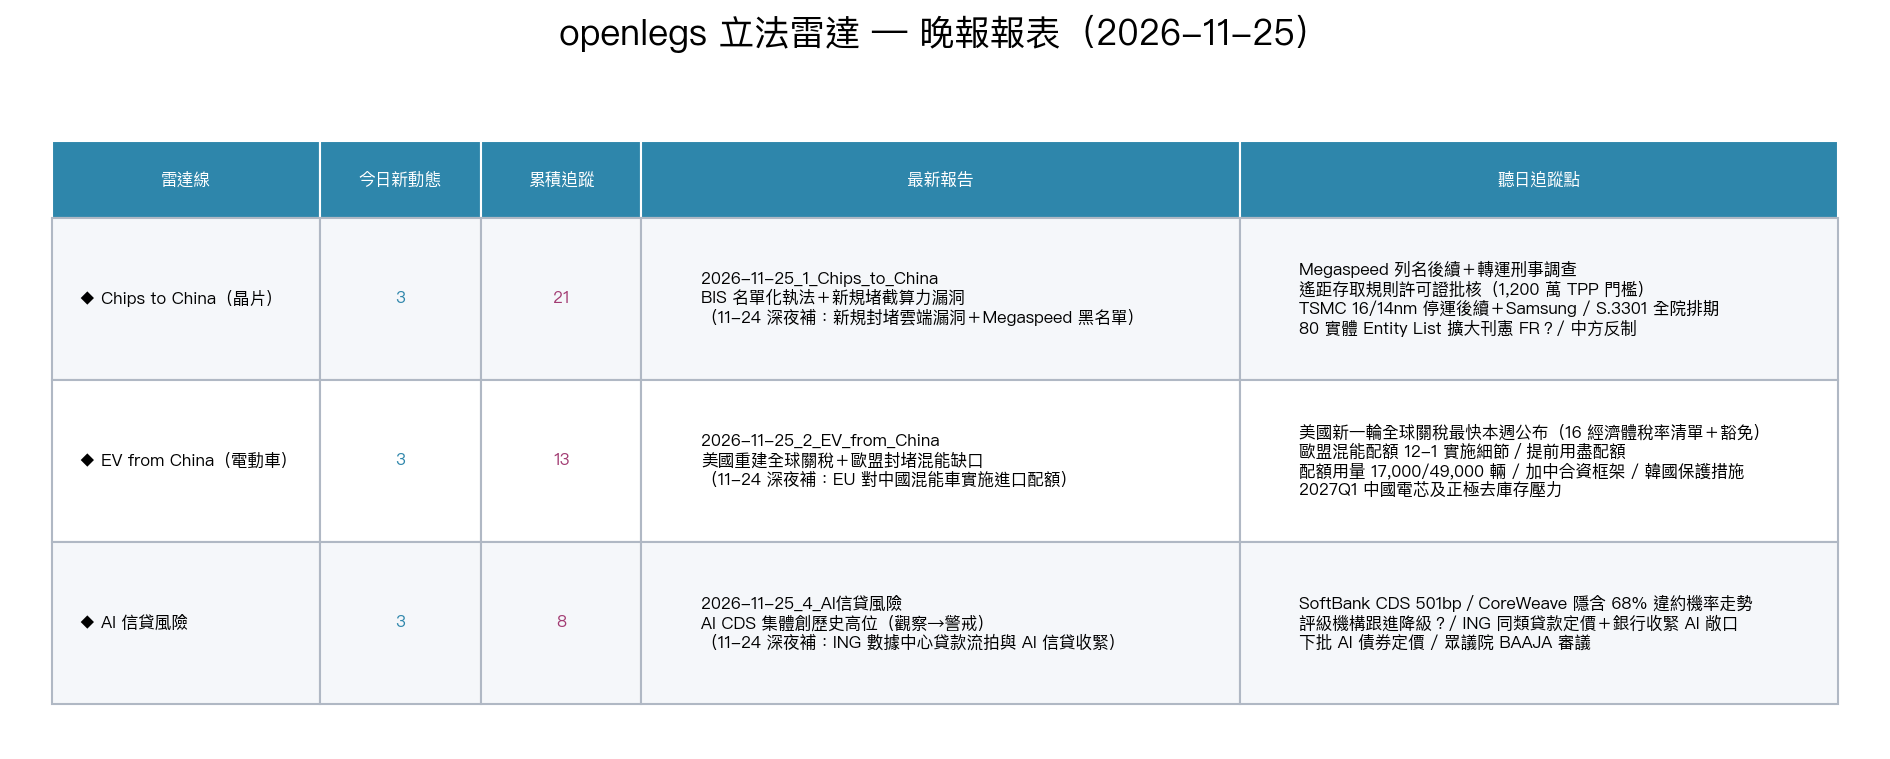 openlegs 立法雷達 — 晚報報表（2026-11-25）
雷達線
今日新動態
累積追蹤
最新報告
聽日追蹤點
◆ Chips to China（晶片）
3
21
2026-11-25_1_Chips_to_China
BIS 名單化執法＋新規堵截算力漏洞
（11-24 深夜補：新規封堵雲端漏洞＋Megaspeed 黑名單）
Megaspeed 列名後續＋轉運刑事調查
遙距存取規則許可證批核（1,200 萬 TPP 門檻）
TSMC 16/14nm 停運後續＋Samsung / S.3301 全院排期
80 實體 Entity List 擴大刊憲 FR？/ 中方反制
◆ EV from China（電動車）
3
13
2026-11-25_2_EV_from_China
美國重建全球關稅＋歐盟封堵混能缺口
（11-24 深夜補：EU 對中國混能車實施進口配額）
美國新一輪全球關稅最快本週公布（16 經濟體稅率清單＋豁免）
歐盟混能配額 12-1 實施細節 / 提前用盡配額
配額用量 17,000/49,000 輛 / 加中合資框架 / 韓國保護措施
2027Q1 中國電芯及正極去庫存壓力
◆ AI 信貸風險
3
8
2026-11-25_4_AI信貸風險
AI CDS 集體創歷史高位（觀察→警戒）
（11-24 深夜補：ING 數據中心貸款流拍與 AI 信貸收緊）
SoftBank CDS 501bp / CoreWeave 隱含 68% 違約機率走勢
評級機構跟進降級？/ ING 同類貸款定價＋銀行收緊 AI 敞口
下批 AI 債券定價 / 眾議院 BAAJA 審議